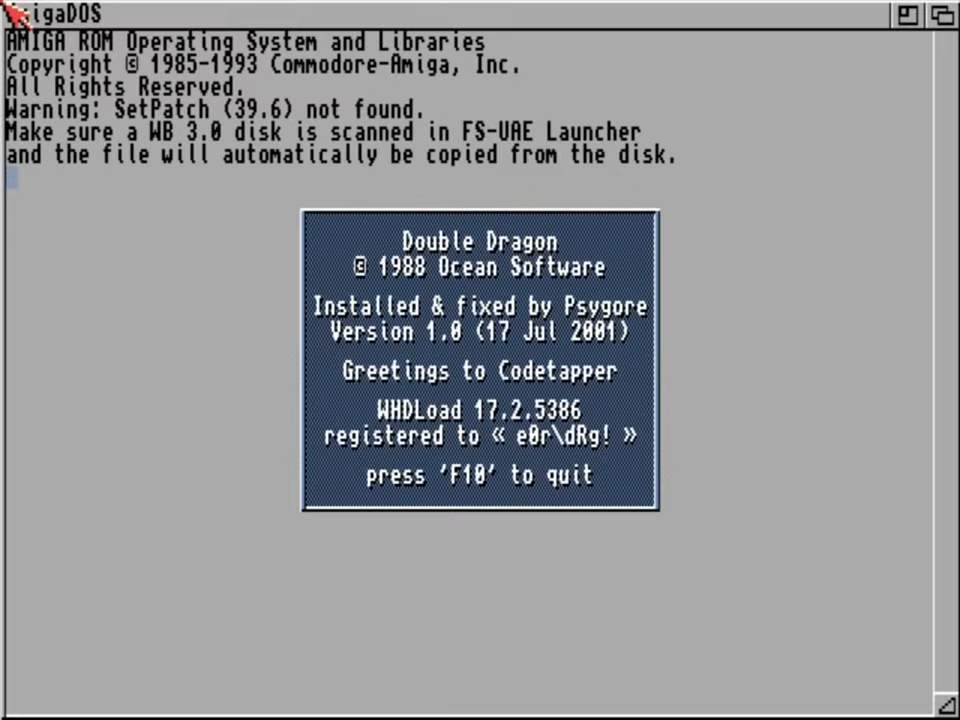 igaDOS
AMIGA ROM Operating System and Libraries
Copyright © 1985-1993 Commodore-Amiga, Inc.
All Rights Reserved.
Warning: SetPatch (39.6) not found.
Make sure a WB 3.0 disk is scanned in FS-UAE Launcher
and the file will automatically be copied from the disk.
Double Dragon
© 1988 Ocean Software
Installed & fixed by Psygore
Version 1.0 (17 Jul 2001)
Greetings to Codetapper
WHDLoad 17.2.5386
registered to « e0r\dRg! »
press 'F10' to quit